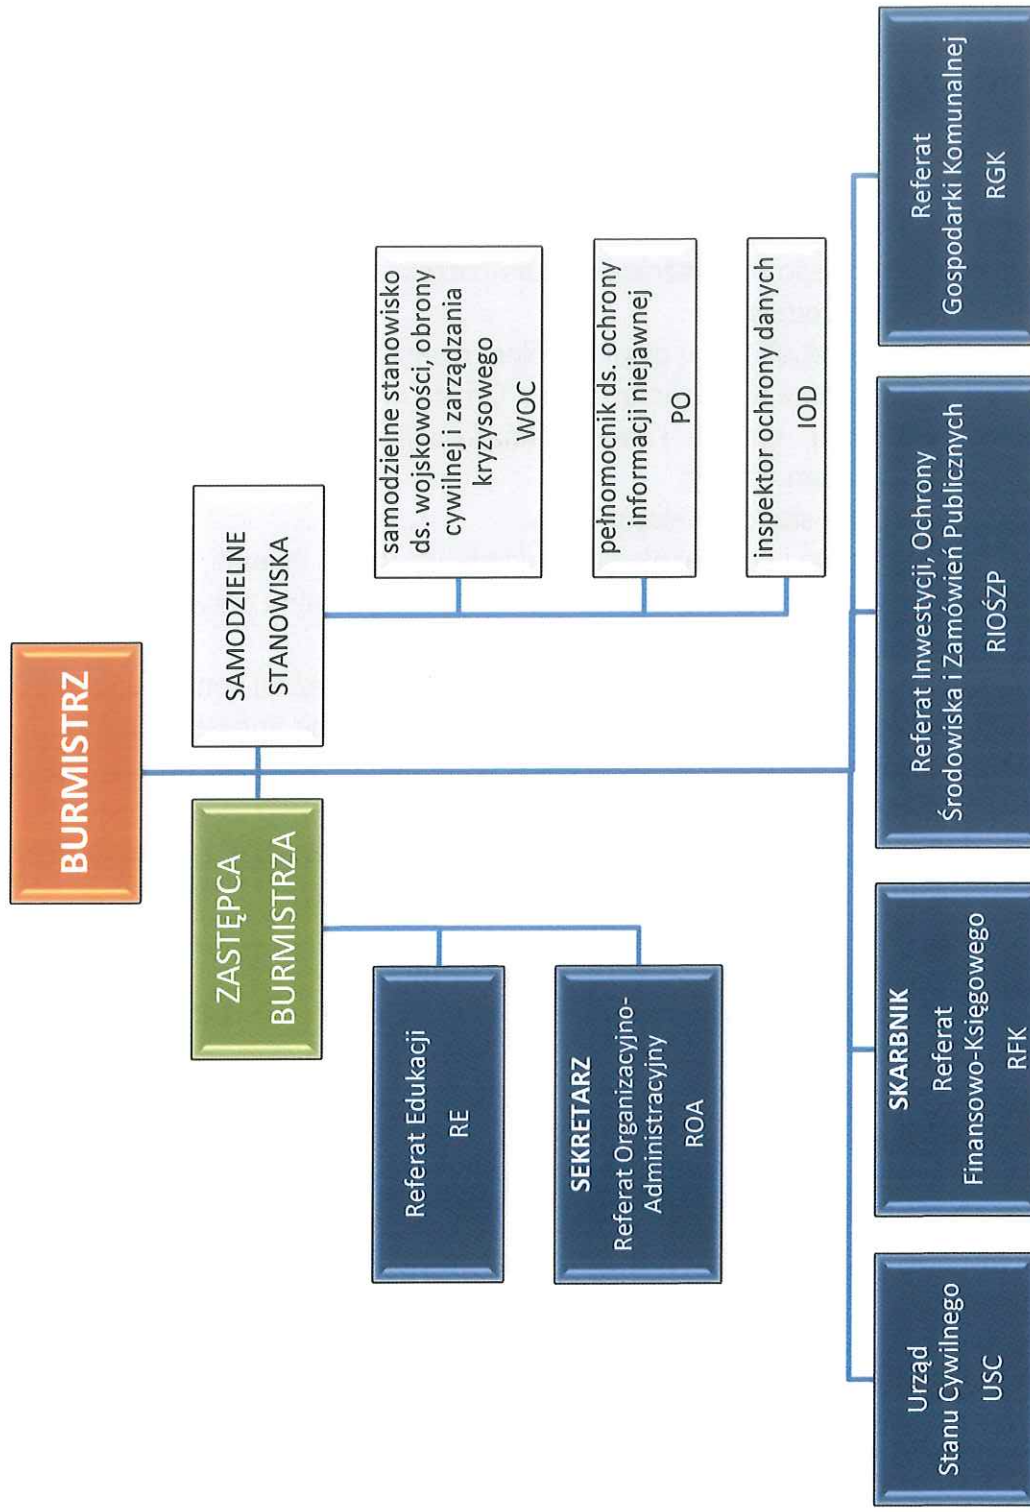 BURMISTRZ
ZASTĘPCA
BURMISTRZA
SAMODZIELNE
STANOWISKA
Referat Edukacji
RE
SEKRETARZ
Referat Organizacyjno-
Administracyjny
ROA
samodzielne stanowisko
ds. wojskowości, obrony
cywilnej i zarządzania
kryzysowego
WOC
pełnomocnik ds. ochrony
informacji niejawnej
PO
inspektor ochrony danych
IOD
Urząd
Stanu Cywilnego
USC
SKARBNIK
Referat
Finansowo-Księgowego
RFK
Referat Inwestycji, Ochrony
Środowiska i Zamówień Publicznych
RIOŚZP
Referat
Gospodarki Komunalnej
RGK